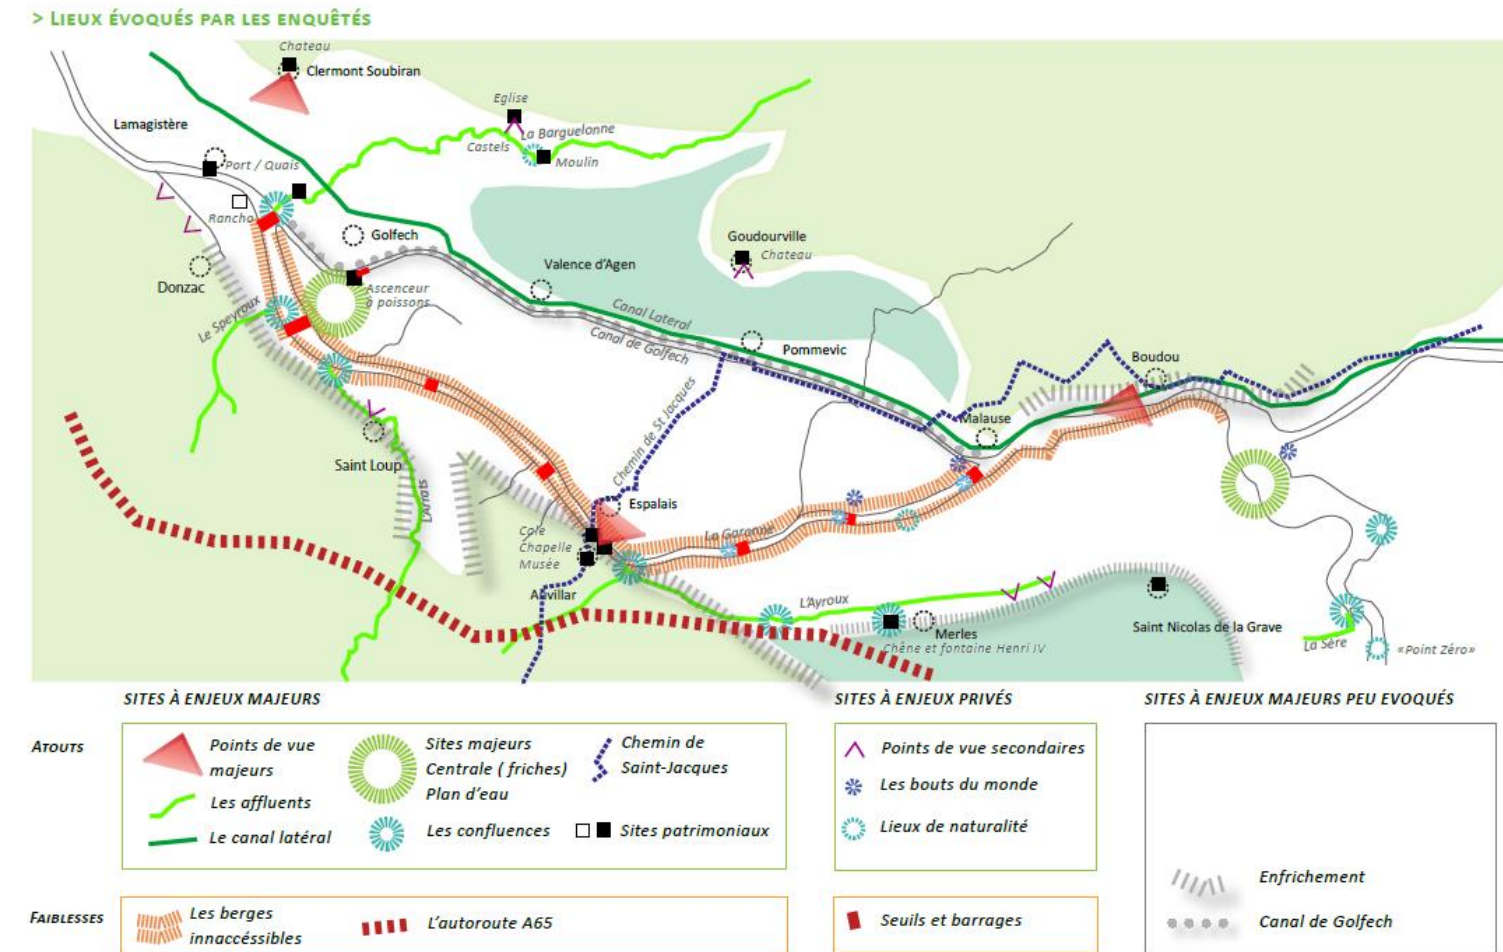 > LIEUX ÉVOQUÉS PAR LES ENQUÊTÉS
Chateau
Clermont Soubiran
Eglise
Lamagistère
La Barguelonne
Castels
Moulin
Port / Quais
Rancho
Golfech
Goudourville
Chateau
Valence d'Agen
Donzac
Ascenceur
à poissons
Le Speyroux
Canal Lateral
Canal de Golfech
Pommevic
Boudou
Chemin de St Jacques
Malause
Saint Loup
L'Arrats
Espalais
Cale
Chapelle
Musée
La Garonne
Auvillar
L'Ayroux
Merles
Chêne et fontaine Henri IV
Saint Nicolas de la Grave
La Sère
«Point Zéro»
SITES À ENJEUX MAJEURS
SITES À ENJEUX PRIVÉS
SITES À ENJEUX MAJEURS PEU EVOQUÉS
ATOUTS
Points de vue
majeurs
Les affluents
Le canal latéral
Sites majeurs
Centrale ( friches)
Plan d'eau
Les confluences
Chemin de
Saint-Jacques
Sites patrimoniaux
Points de vue secondaires
Les bouts du monde
Lieux de naturalité
Enfrichement
Canal de Golfech
FAIBLESSES
Les berges
innaccéssibles
L'autoroute A65
Seuils et barrages